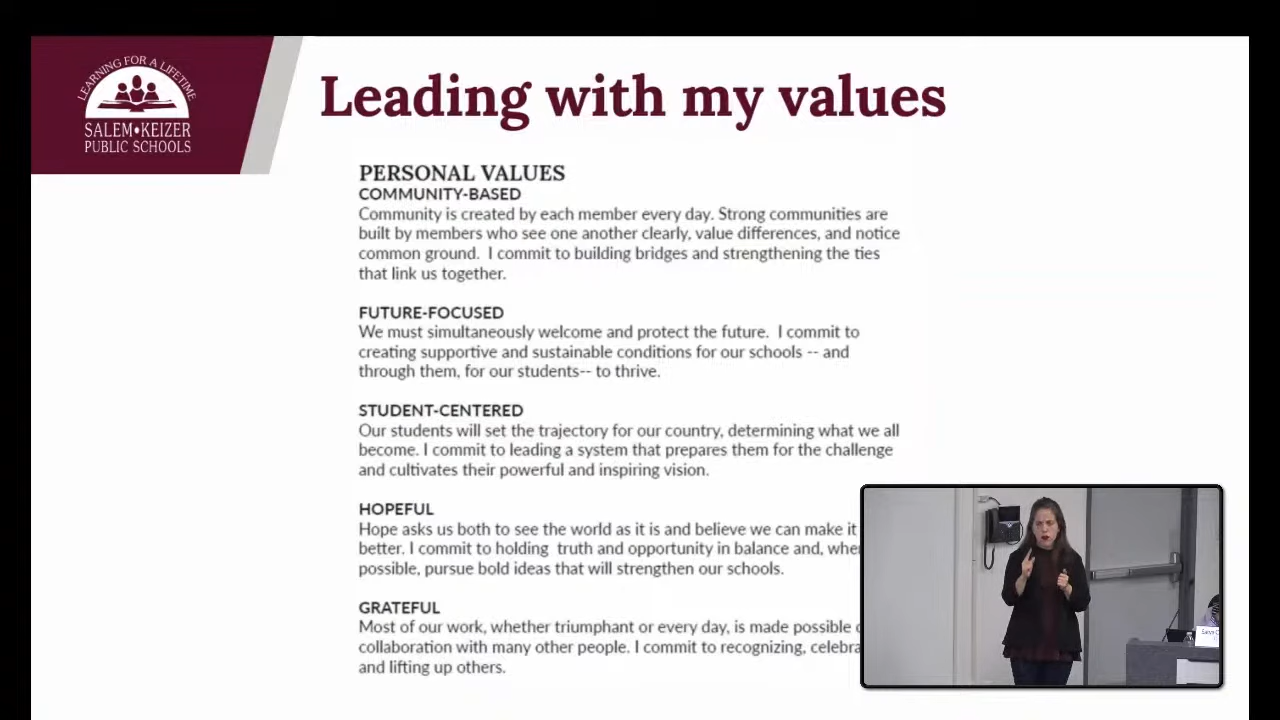 LEARNING FOR A LIFETIME
SALEM•KEIZER
PUBLIC SCHOOLS
Leading with my values
PERSONAL VALUES
COMMUNITY-BASED
Community is created by each member every day. Strong communities are
built by members who see one another clearly, value differences, and notice
common ground.  I commit to building bridges and strengthening the ties
that link us together.
FUTURE-FOCUSED
We must simultaneously welcome and protect the future.  I commit to
creating supportive and sustainable conditions for our schools -- and
through them, for our students-- to thrive.
STUDENT-CENTERED
Our students will set the trajectory for our country, determining what we all
become. I commit to leading a system that prepares them for the challenge
and cultivates their powerful and inspiring vision.
HOPEFUL
Hope asks us both to see the world as it is and believe we can make it
better. I commit to holding  truth and opportunity in balance and,
possible, pursue bold ideas that will strengthen our schools.
GRATEFUL
Most of our work, whether triumphant or every day, is made possible
collaboration with many other people. I commit to recognizing,
and lifting up others.